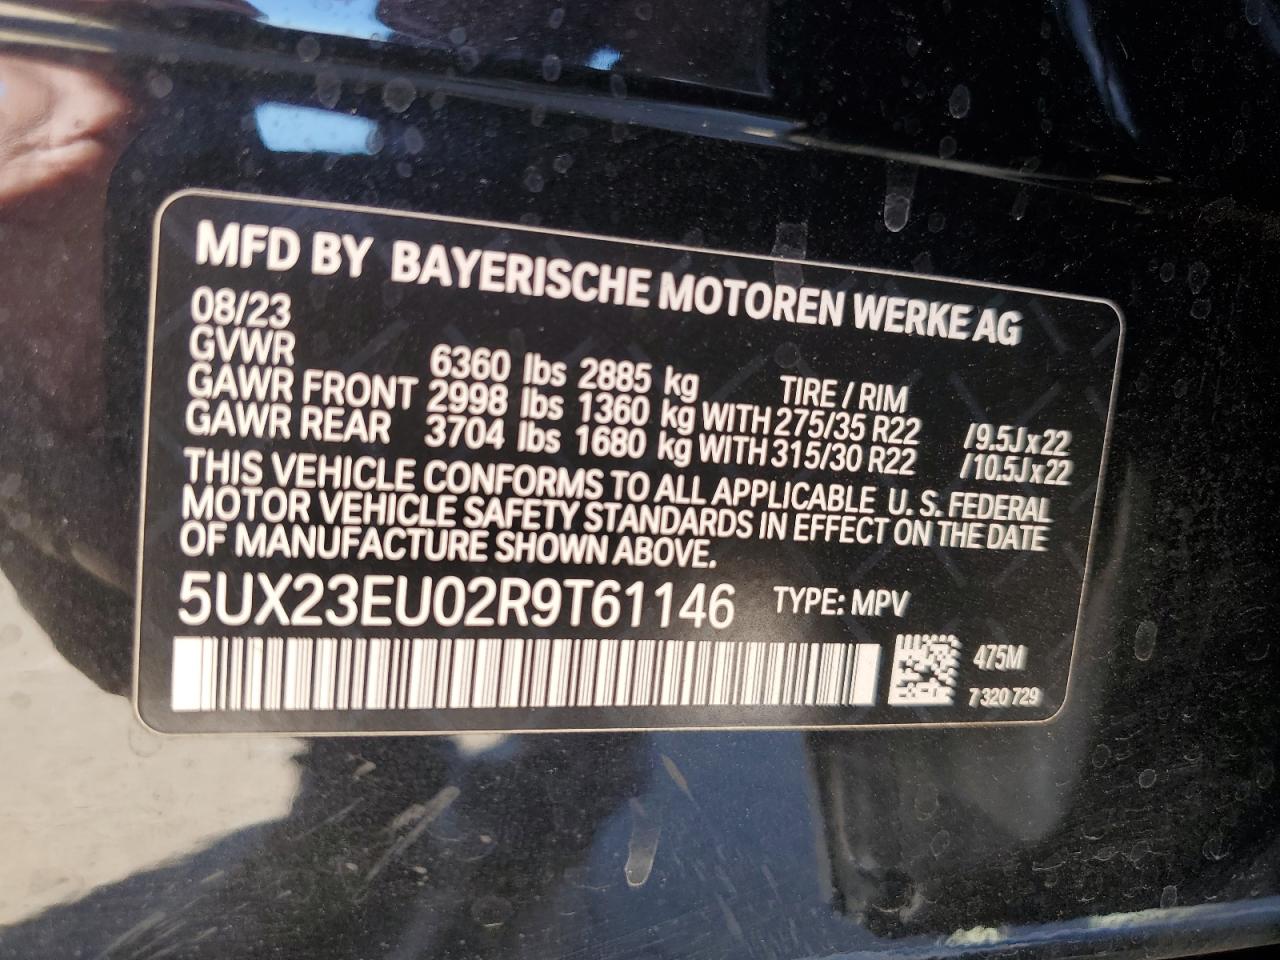 MFD BY BAYERISCHE MOTOREN WERKE AG
08/23
GVWR 6360 lbs 2885 kg TIRE / RIM
GAWR FRONT 2998 lbs 1360 kg WITH 275/35 R22 /9.5Jx22
GAWR REAR 3704 lbs 1680 kg WITH 315/30 R22 /10.5Jx22
THIS VEHICLE CONFORMS TO ALL APPLICABLE U. S. FEDERAL
MOTOR VEHICLE SAFETY STANDARDS IN EFFECT ON THE DATE
OF MANUFACTURE SHOWN ABOVE.
5UX23EU02R9T61146 TYPE: MPV
475M
7 320 729